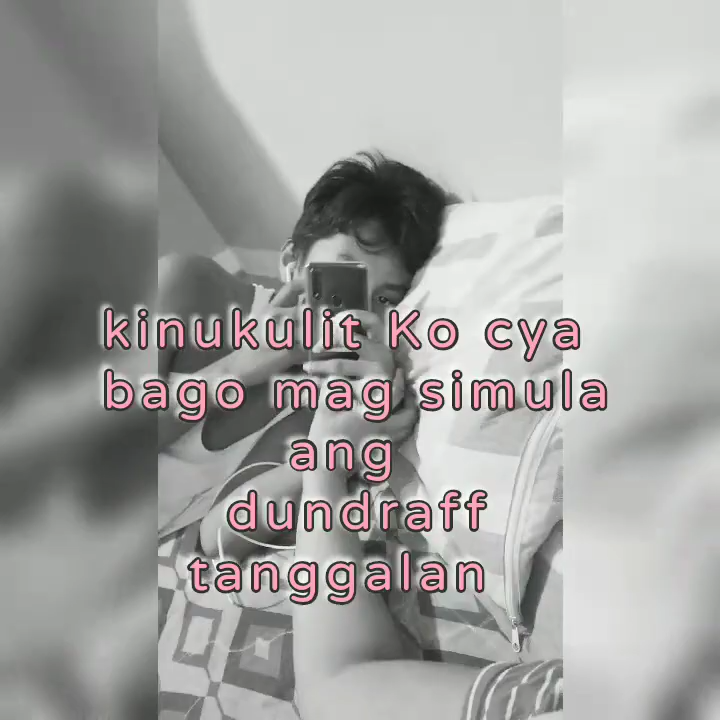 kinukulit Ko cya
bago mag simula
ang
dundraff
tanggalan